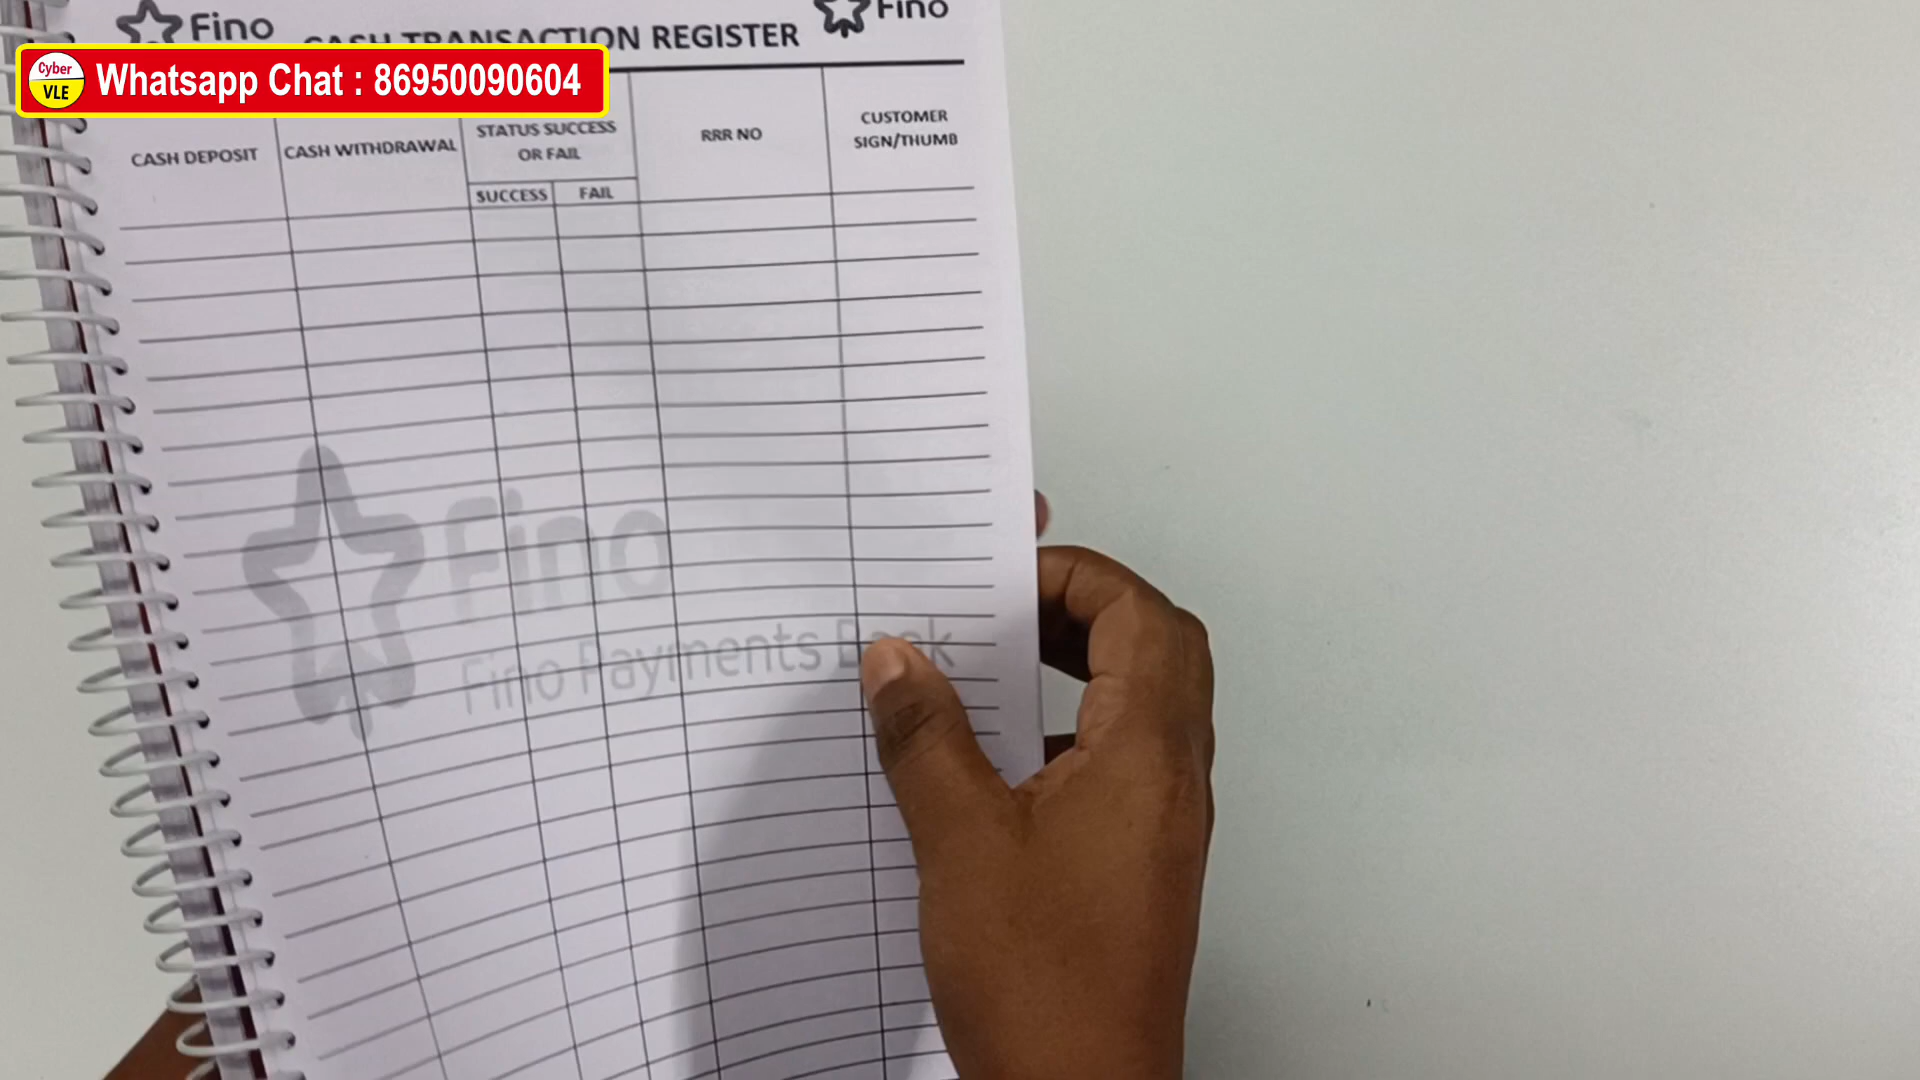 Fino
Fino
CASH TRANSACTION REGISTER
Cyber
VLE
Whatsapp Chat : 86950090604
CASH DEPOSIT
CASH WITHDRAWAL
STATUS SUCCESS
OR FAIL
SUCCESS
FAIL
RRR NO
CUSTOMER
SIGN/THUMB
Fino
Fino Payments Bank